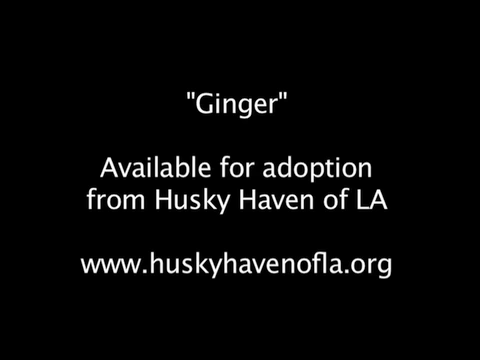 "Ginger"
Available for adoption
from Husky Haven of LA
www.huskyhavenofla.org